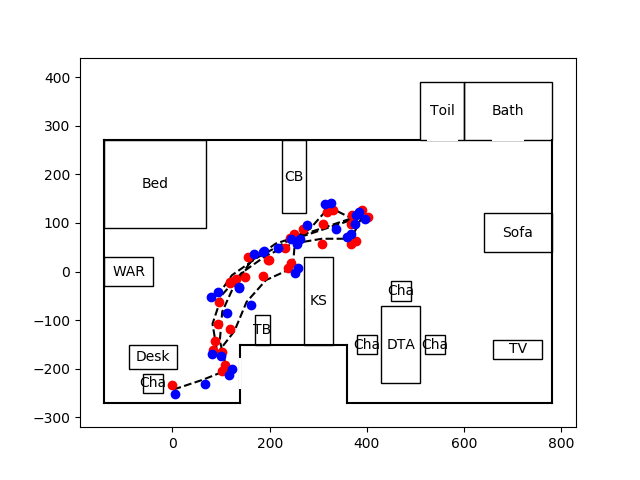 400
300
200
100
0
−100
−200
−300
0
200
400
600
800
Toil
Bath
Bed
CB
Sofa
WAR
KS
Cha
TB
Desk
Cha
DTA
Cha
TV
Cha